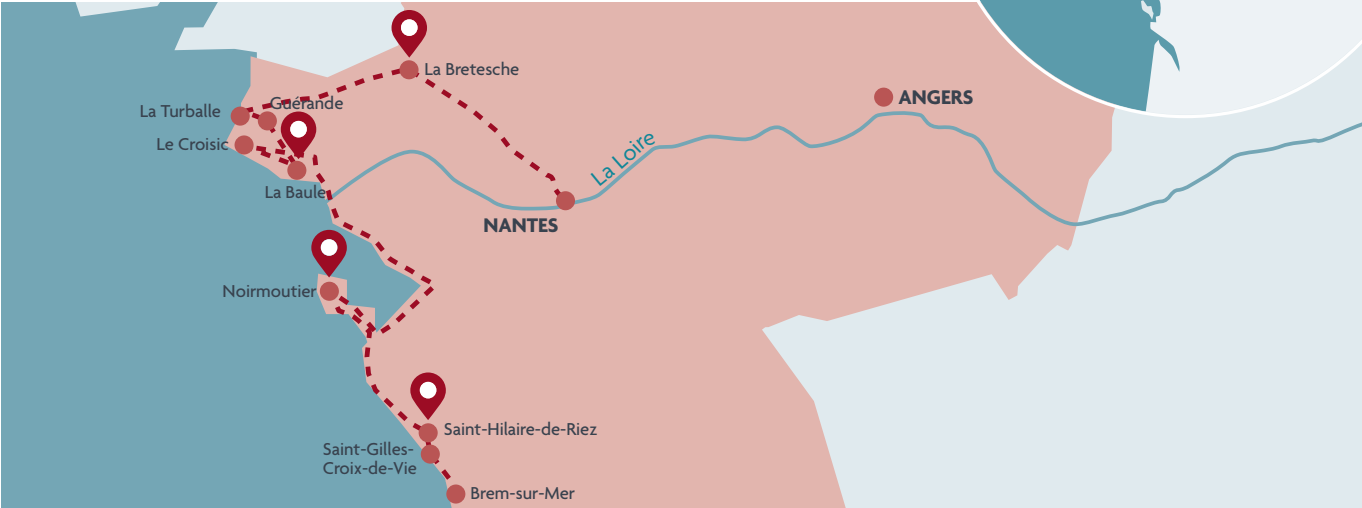 La Bretesche
ANGERS
Guérande
La Turballe
Le Croisic
La Loire
La Baule
NANTES
Noirmoutier
Saint-Hilaire-de-Riez
Saint-Gilles-
Croix-de-Vie
Brem-sur-Mer